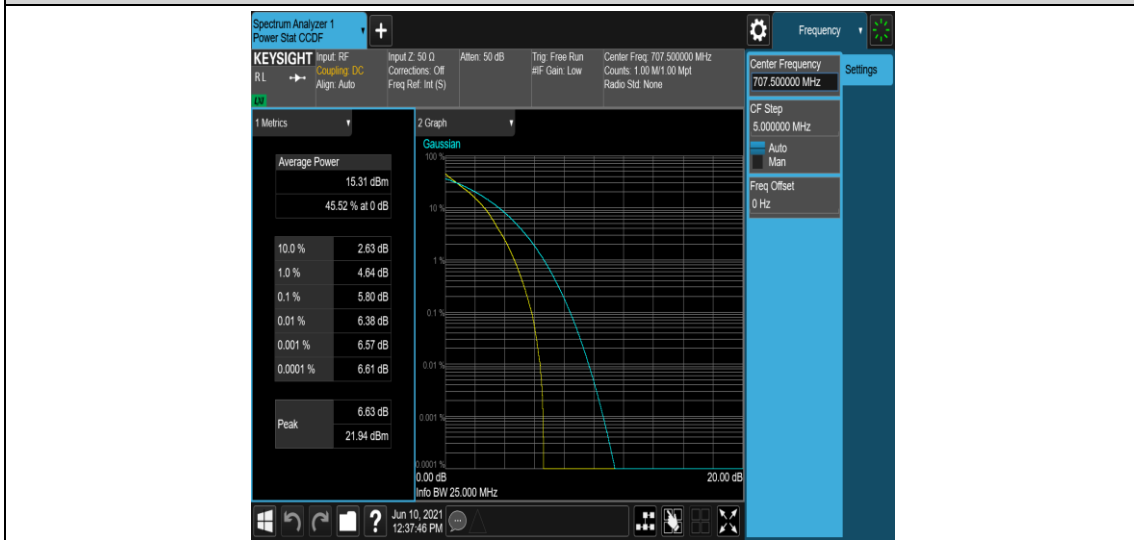 Spectrum Analyzer 1
Power Stat CCDF
+
Frequency
KEYSIGHT
RL
LXI
Input: RF
Coupling: DC
Align: Auto
Input Z: 50 Ω
Corrections: Off
Freq Ref: Int (S)
Atten: 50 dB
Trig: Free Run
#IF Gain: Low
Center Freq: 707.500000 MHz
Counts: 1.00 M/1.00 Mpt
Radio Std: None
Center Frequency
707.500000 MHz
Settings
CF Step
5.000000 MHz
Auto
Man
Freq Offset
0 Hz
1 Metrics
Average Power
15.31 dBm
45.52 % at 0 dB
10.0 % 2.63 dB
1.0 % 4.64 dB
0.1 % 5.80 dB
0.01 % 6.38 dB
0.001 % 6.57 dB
0.0001 % 6.61 dB
Peak
6.63 dB
21.94 dBm
2 Graph
Gaussian
100 %
10 %
1 %
0.1 %
0.01 %
0.001 %
0.0001 %
0.00 dB 20.00 dB
Info BW 25.000 MHz
?
Jun 10, 2021
12:37:46 PM